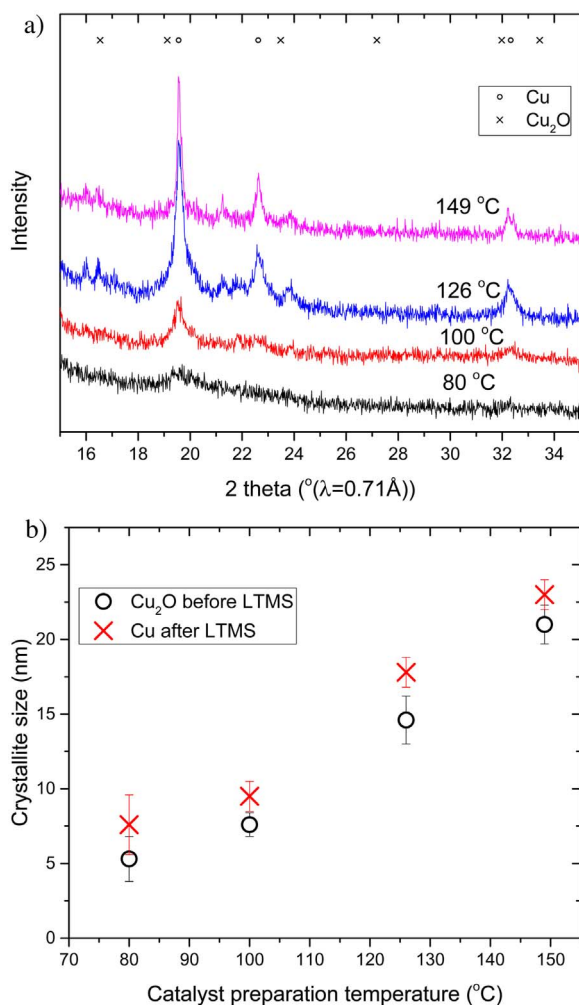 a)
Cu
Cu₂O
149 °C
126 °C
100 °C
80 °C
Intensity
16 18 20 22 24 26 28 30 32 34
2 theta (°(λ=0.71Å))
b)
25
20
15
10
5
0
Cu₂O before LTMS
Cu after LTMS
Crystallite size (nm)
70 80 90 100 110 120 130 140 150
Catalyst preparation temperature (°C)